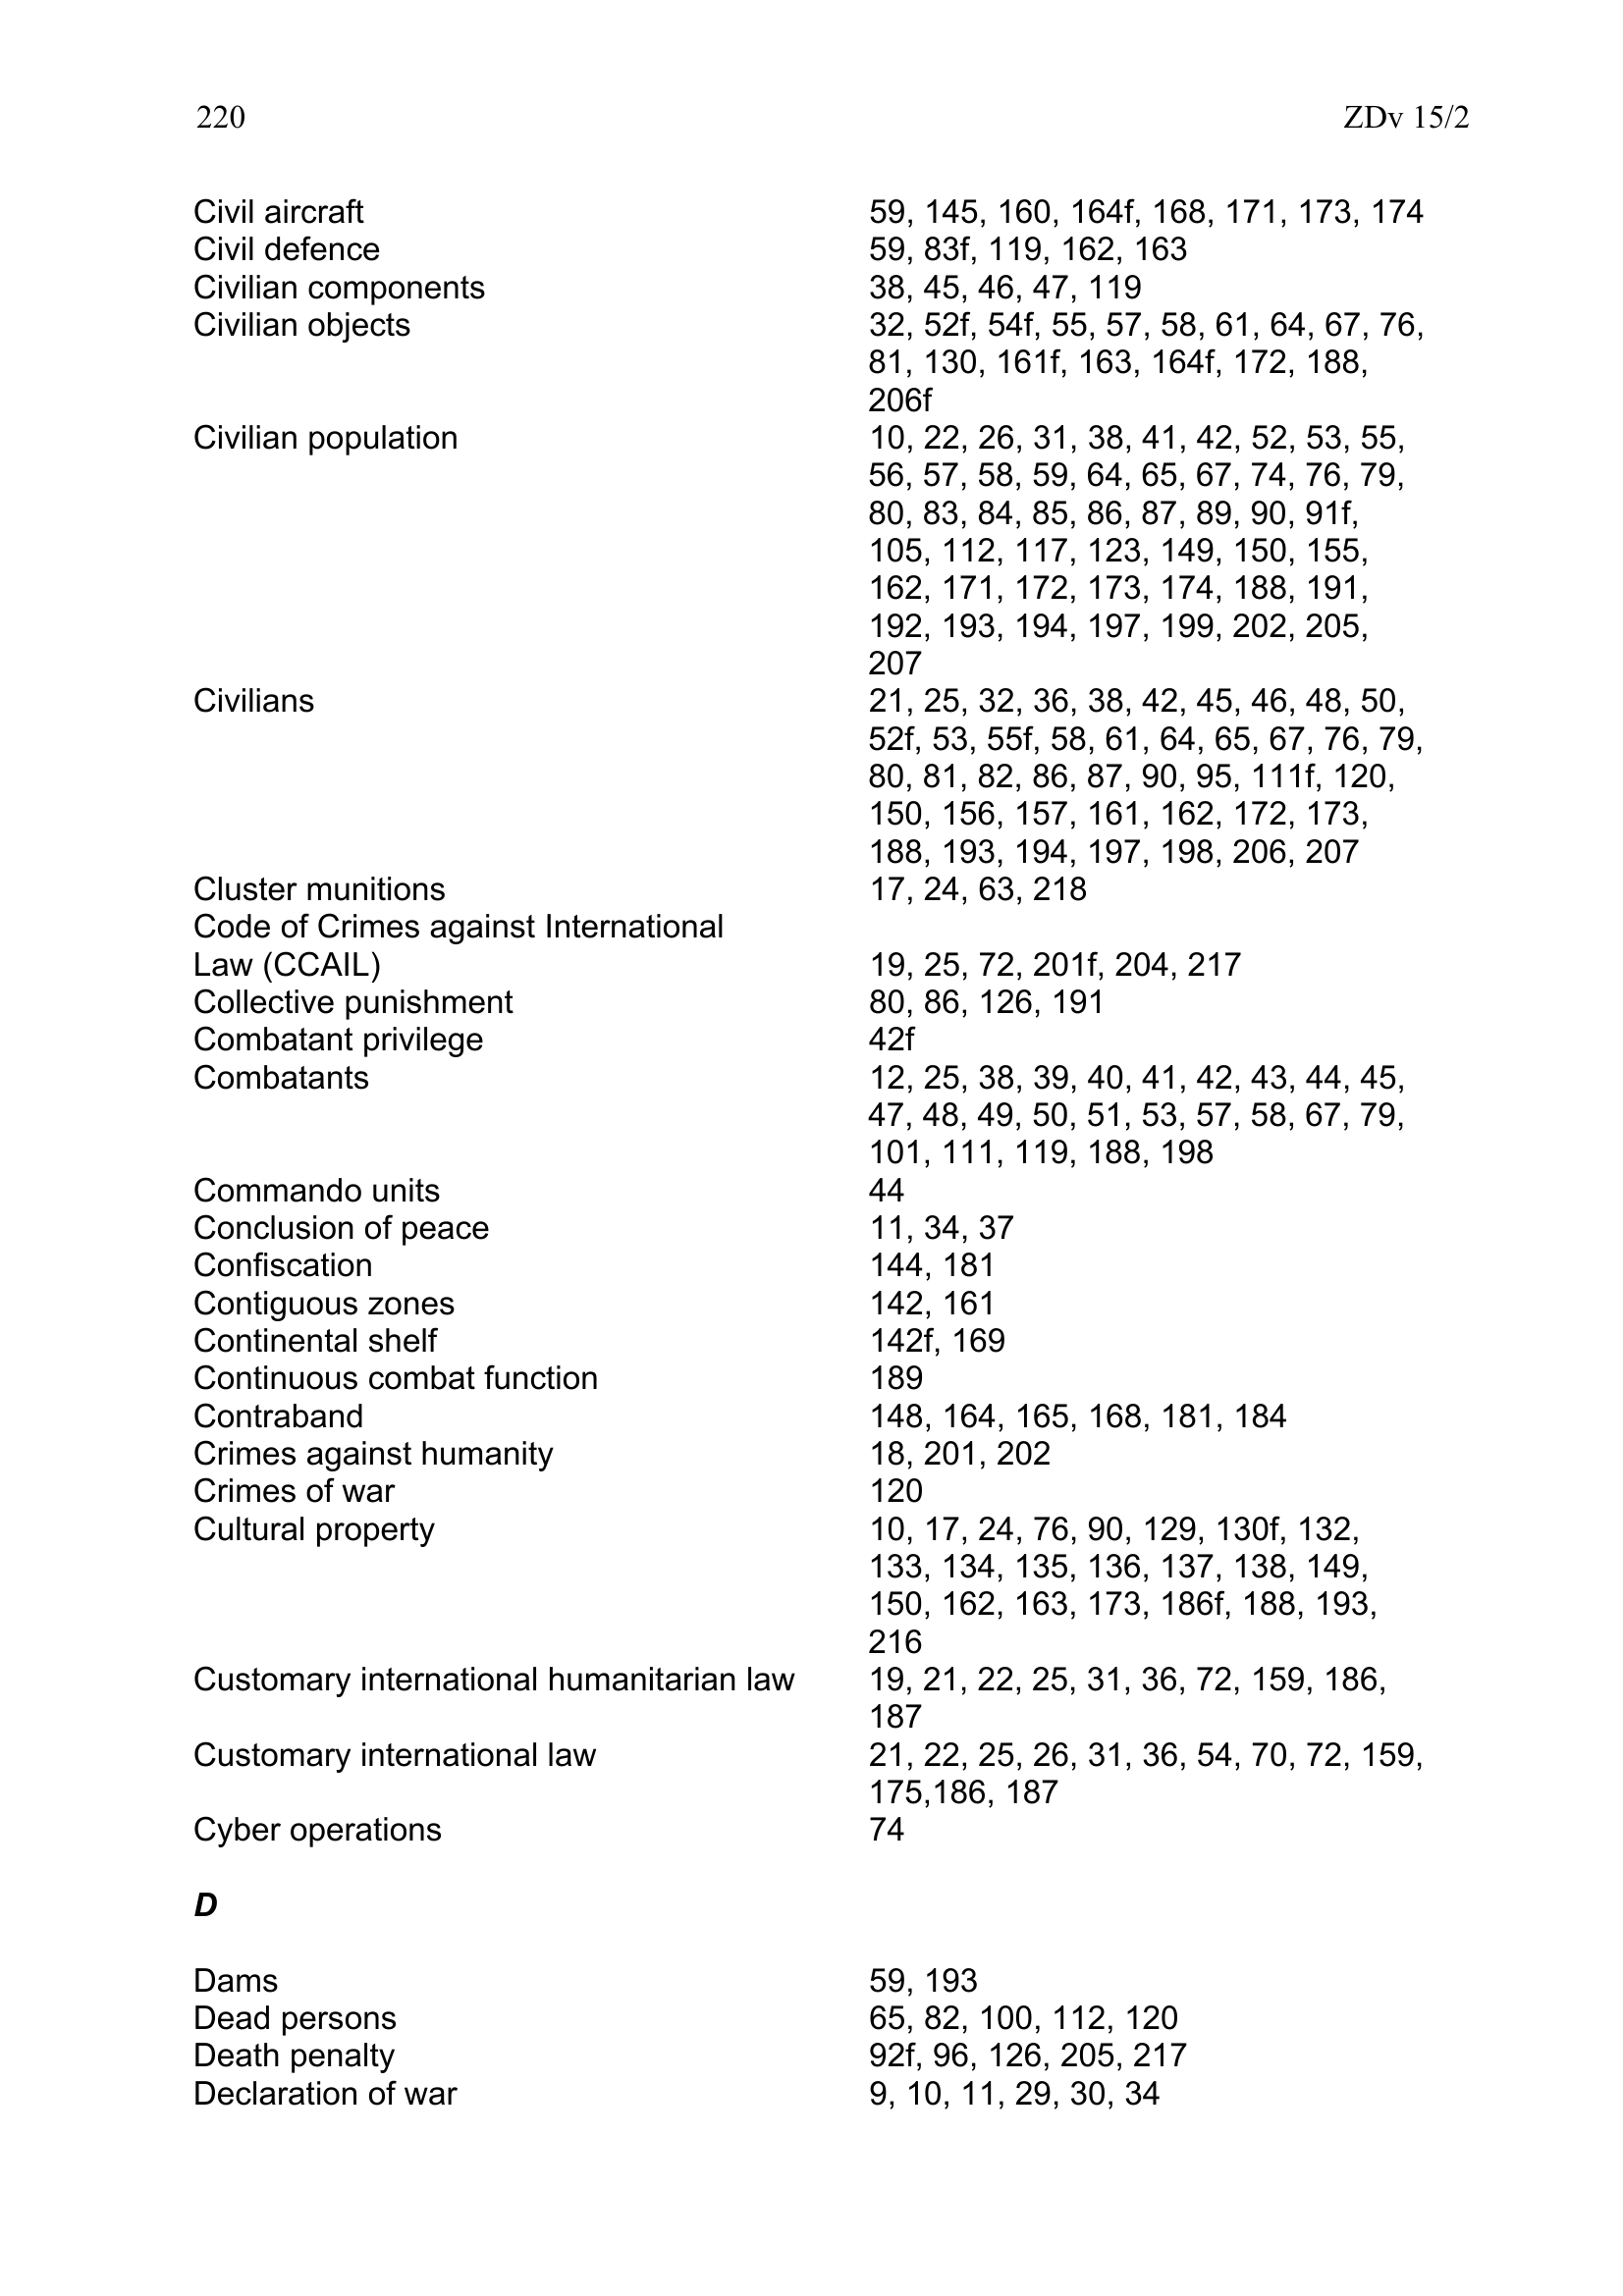 220 ZDv 15/2
Civil aircraft 59, 145, 160, 164f, 168, 171, 173, 174
Civil defence 59, 83f, 119, 162, 163
Civilian components 38, 45, 46, 47, 119
Civilian objects 32, 52f, 54f, 55, 57, 58, 61, 64, 67, 76,
81, 130, 161f, 163, 164f, 172, 188,
206f
Civilian population 10, 22, 26, 31, 38, 41, 42, 52, 53, 55,
56, 57, 58, 59, 64, 65, 67, 74, 76, 79,
80, 83, 84, 85, 86, 87, 89, 90, 91f,
105, 112, 117, 123, 149, 150, 155,
162, 171, 172, 173, 174, 188, 191,
192, 193, 194, 197, 199, 202, 205,
207
Civilians 21, 25, 32, 36, 38, 42, 45, 46, 48, 50,
52f, 53, 55f, 58, 61, 64, 65, 67, 76, 79,
80, 81, 82, 86, 87, 90, 95, 111f, 120,
150, 156, 157, 161, 162, 172, 173,
188, 193, 194, 197, 198, 206, 207
Cluster munitions 17, 24, 63, 218
Code of Crimes against International
Law (CCAIL) 19, 25, 72, 201f, 204, 217
Collective punishment 80, 86, 126, 191
Combatant privilege 42f
Combatants 12, 25, 38, 39, 40, 41, 42, 43, 44, 45,
47, 48, 49, 50, 51, 53, 57, 58, 67, 79,
101, 111, 119, 188, 198
Commando units 44
Conclusion of peace 11, 34, 37
Confiscation 144, 181
Contiguous zones 142, 161
Continental shelf 142f, 169
Continuous combat function 189
Contraband 148, 164, 165, 168, 181, 184
Crimes against humanity 18, 201, 202
Crimes of war 120
Cultural property 10, 17, 24, 76, 90, 129, 130f, 132,
133, 134, 135, 136, 137, 138, 149,
150, 162, 163, 173, 186f, 188, 193,
216
Customary international humanitarian law 19, 21, 22, 25, 31, 36, 72, 159, 186,
187
Customary international law 21, 22, 25, 26, 31, 36, 54, 70, 72, 159,
175,186, 187
Cyber operations 74
D
Dams 59, 193
Dead persons 65, 82, 100, 112, 120
Death penalty 92f, 96, 126, 205, 217
Declaration of war 9, 10, 11, 29, 30, 34